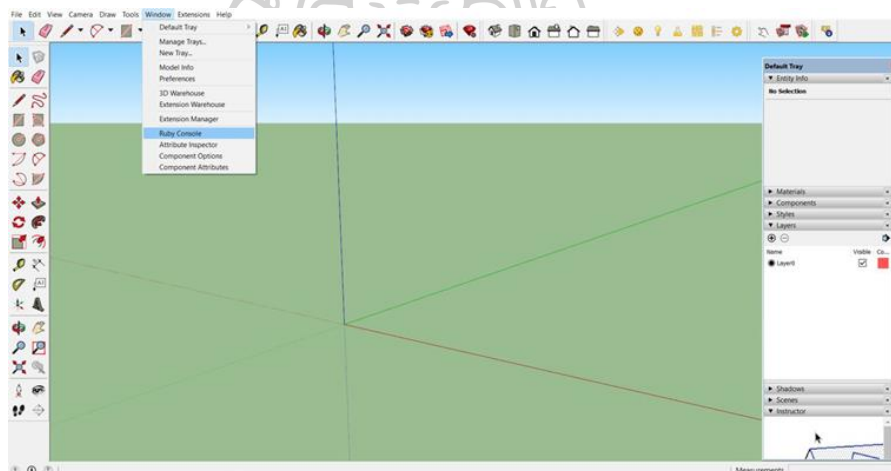 File Edit View Camera Draw Tools Window Extensions Help
Default Tray
Manage Trays...
New Tray...
Model Info
Preferences
3D Warehouse
Extension Warehouse
Extension Manager
Ruby Console
Attribute Inspector
Component Options
Component Attributes
Default Tray
Entity Info
No Selection
Materials
Components
Styles
Layers
Name Visible Co...
Layer0
Shadows
Scenes
Instructor
Measurements